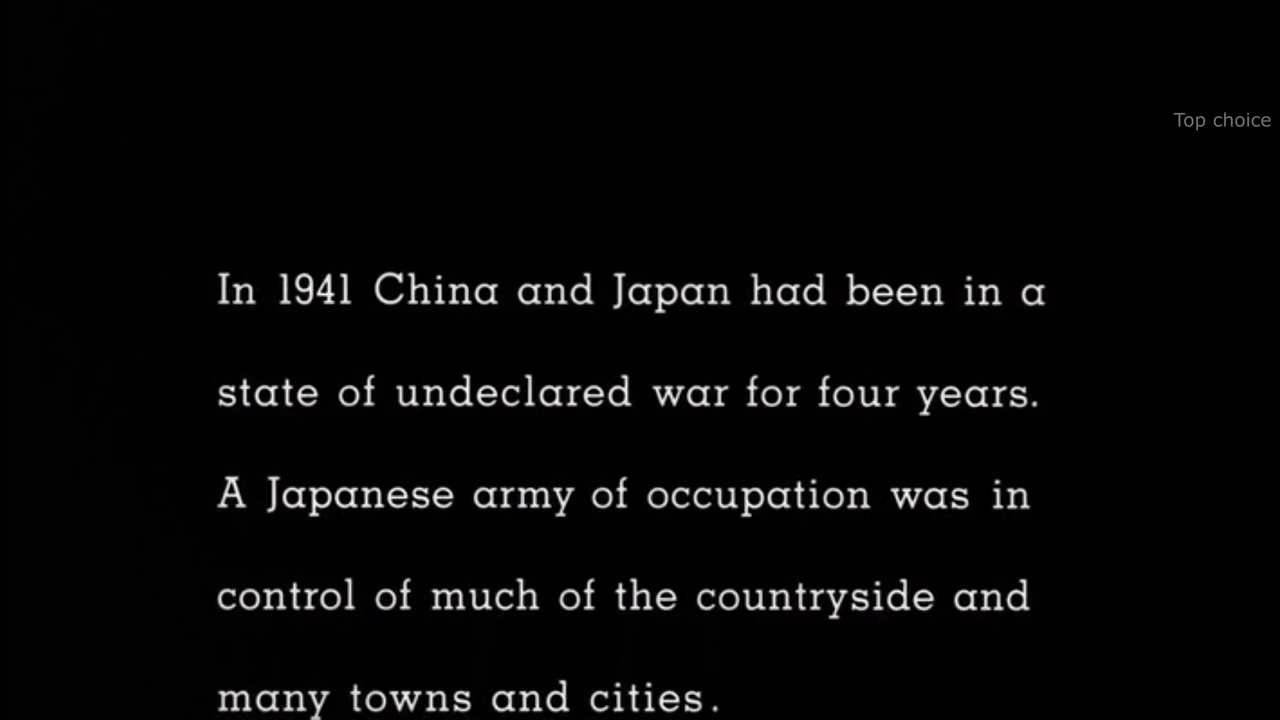 Top choice
In 1941 China and Japan had been in a
state of undeclared war for four years.
A Japanese army of occupation was in
control of much of the countryside and
many towns and cities.